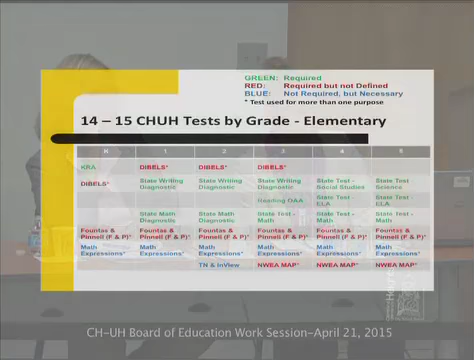 GREEN: Required
RED: Required but not Defined
BLUE: Not Required, but Necessary
* Test used for more than one purpose
14 – 15 CHUH Tests by Grade - Elementary
K 1 2 3 4 5
KRA DIBELS* DIBELS* DIBELS*
DIBELS* State Writing Diagnostic State Writing Diagnostic State Writing Diagnostic State Test - Social Studies State Test Science
Reading OAA State Test - ELA State Test - ELA
State Math Diagnostic State Math Diagnostic State Test - Math State Test - Math State Test - Math
Fountas & Pinnell (F & P)* Fountas & Pinnell (F & P)* Fountas & Pinnell (F & P)* Fountas & Pinnell (F & P)* Fountas & Pinnell (F & P)* Fountas & Pinnell (F & P)*
Math Expressions* Math Expressions* Math Expressions* Math Expressions* Math Expressions* Math Expressions*
TN & InView NWEA MAP* NWEA MAP* NWEA MAP*
CH-UH Board of Education Work Session-April 21, 2015